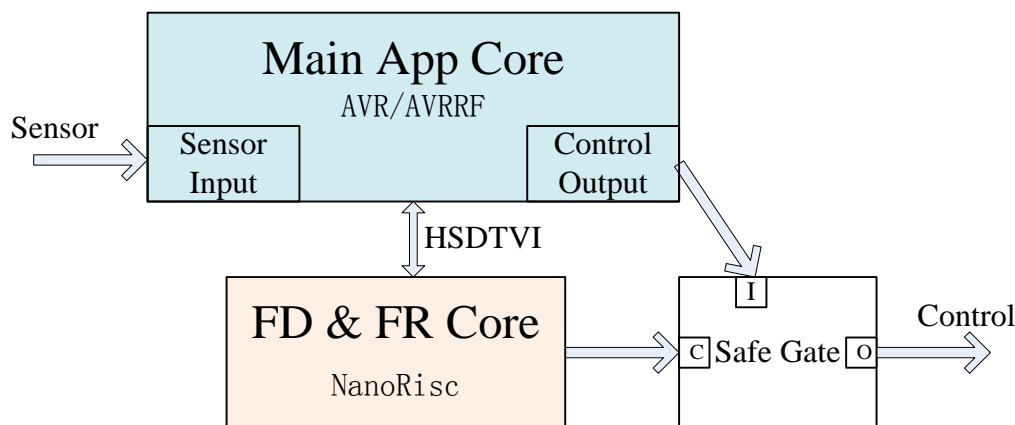 Main App Core
AVR/AVRRF
Sensor
Sensor
Input
Control
Output
HSDTVI
I
FD & FR Core
NanoRisc
C
Safe Gate
O
Control